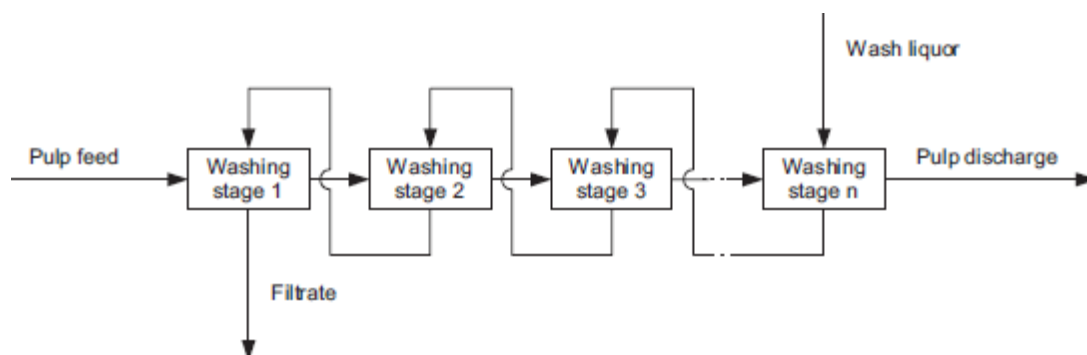 Wash liquor
Pulp feed
Washing
stage 1
Washing
stage 2
Washing
stage 3
Washing
stage n
Pulp discharge
Filtrate